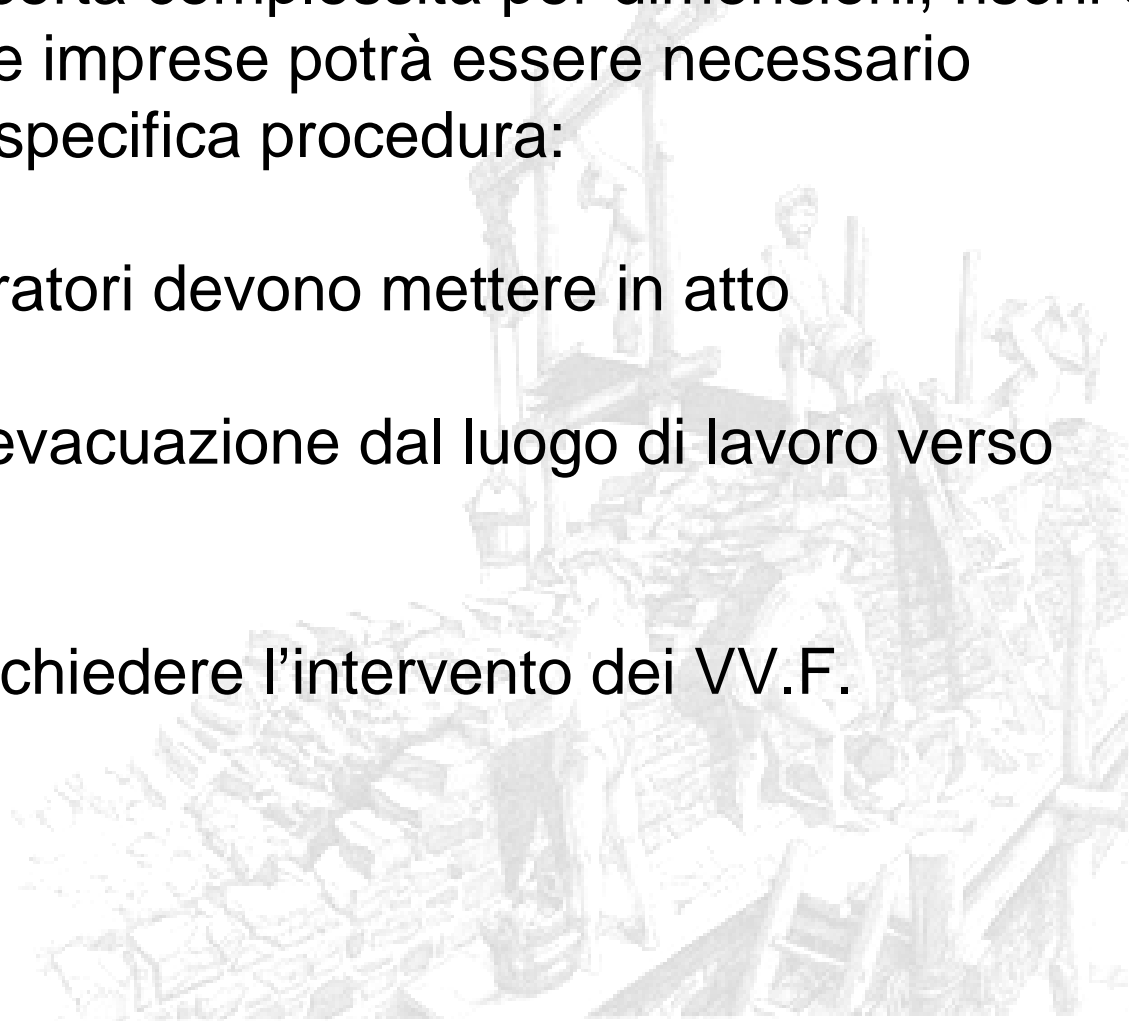 e imprese potrà essere necessario
specifica procedura:
ratori devono mettere in atto
evacuazione dal luogo di lavoro verso
chiedere l’intervento dei VV.F.